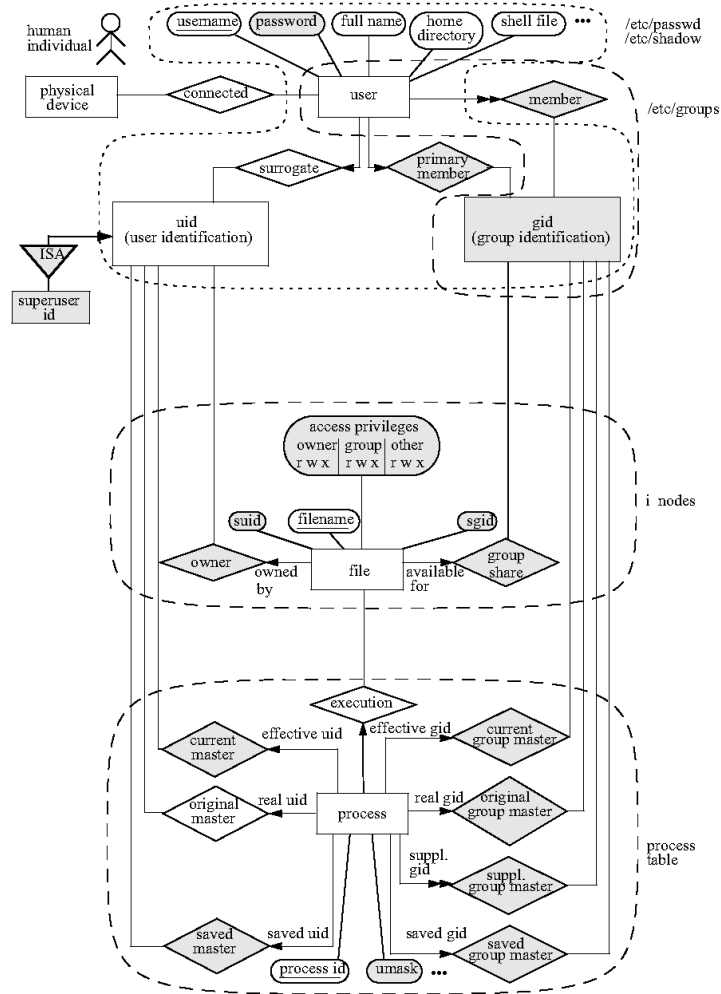 human
individual
username
password
full name
home
directory
shell file
•••
/etc/passwd
/etc/shadow
physical
device
connected
user
member
/etc/groups
surrogate
primary
member
uid
(user identification)
gid
(group identification)
ISA
superuser
id
access privileges
owner group other
r w x r w x r w x
i nodes
suid
filename
sgid
owner
owned
by
file
available
for
group
share
execution
effective uid
effective gid
current
master
current
group master
original
master
real uid
process
real gid
original
group master
process
table
suppl.
gid
suppl.
group master
saved
master
saved uid
saved gid
saved
group master
process id
umask
•••